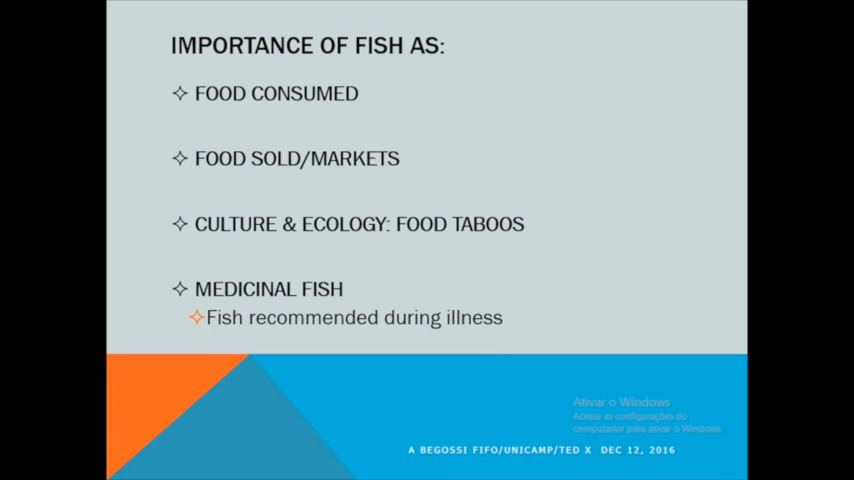 IMPORTANCE OF FISH AS:
FOOD CONSUMED
FOOD SOLD/MARKETS
CULTURE & ECOLOGY: FOOD TABOOS
MEDICINAL FISH
Fish recommended during illness
Ativar o Windows
Acesse as configurações do
computador para ativar o Windows.
A BEGOSSI FIFO/UNICAMP/TED X DEC 12, 2016